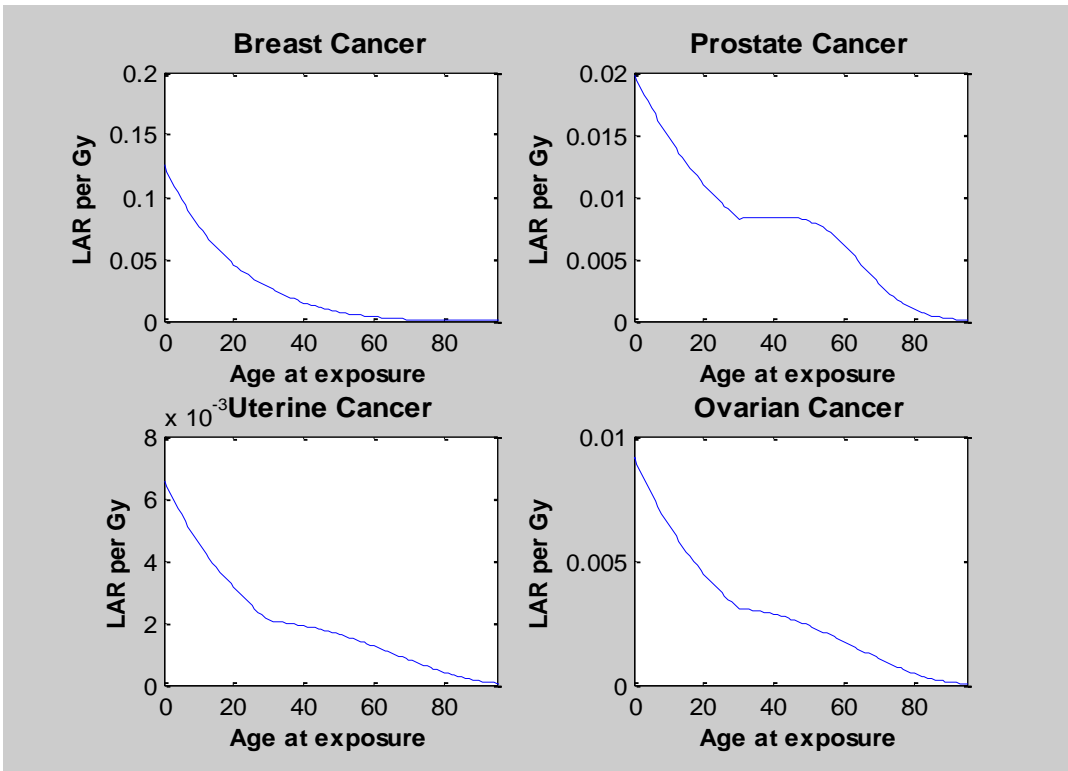 Breast Cancer
LAR per Gy
0.2
0.15
0.1
0.05
0
0 20 40 60 80
Age at exposure
Prostate Cancer
LAR per Gy
0.02
0.015
0.01
0.005
0
0 20 40 60 80
Age at exposure
x 10-3 Uterine Cancer
LAR per Gy
8
6
4
2
0
0 20 40 60 80
Age at exposure
Ovarian Cancer
LAR per Gy
0.01
0.005
0
0 20 40 60 80
Age at exposure